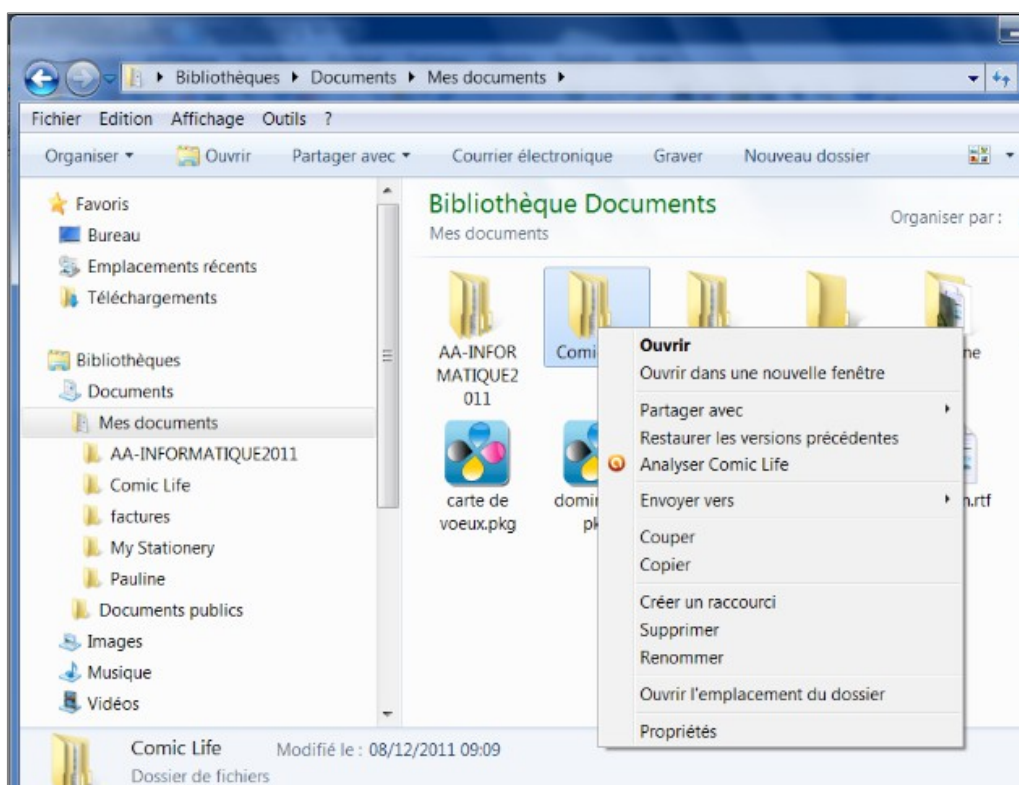 Bibliothèques Documents Mes documents
Fichier Edition Affichage Outils ?
Organiser Ouvrir Partager avec Courrier électronique Graver Nouveau dossier
Favoris
Bureau
Emplacements récents
Téléchargements
Bibliothèques
Documents
Mes documents
AA-INFORMATIQUE2011
Comic Life
factures
My Stationery
Pauline
Documents publics
Images
Musique
Vidéos
Bibliothèque Documents
Mes documents
Organiser par :
AA-INFOR
MATIQUE2
011
Comi
ne
carte de
voeux.pkg
domin
pk
n.rtf
Ouvrir
Ouvrir dans une nouvelle fenêtre
Partager avec
Restaurer les versions précédentes
Analyser Comic Life
Envoyer vers
Couper
Copier
Créer un raccourci
Supprimer
Renommer
Ouvrir l'emplacement du dossier
Propriétés
Comic Life Modifié le : 08/12/2011 09:09
Dossier de fichiers